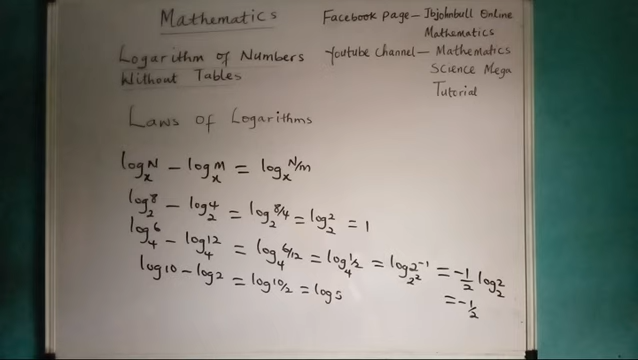 Mathematics
Facebook page - Jbjohnbull Online
Mathematics
Logarithm of Numbers
Without Tables
Youtube Channel - Mathematics
Science Mega
Tutorial
Laws of Logarithms
logₓN - logₓM = logₓN/m
log₂8 - log₂4 = log₂8/4 = log₂2 = 1
log₄6 - log₄12 = log₄6/12 = log₄1/2 = log₂²2⁻¹ = -1/2 log₂2
= -1/2
log10 - log2 = log10/2 = log5